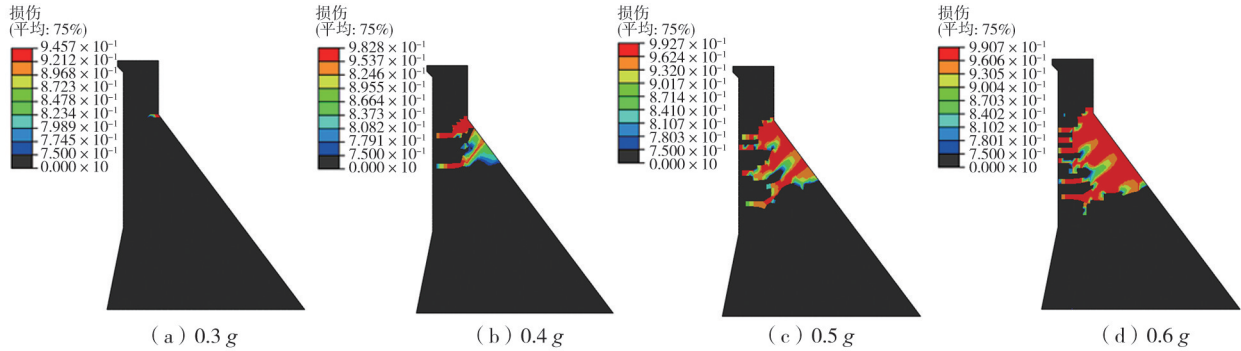 损伤
(平均: 75%)
9.457 × 10⁻¹
9.212 × 10⁻¹
8.968 × 10⁻¹
8.723 × 10⁻¹
8.478 × 10⁻¹
8.234 × 10⁻¹
7.989 × 10⁻¹
7.745 × 10⁻¹
7.500 × 10⁻¹
0.000 × 10
(a) 0.3 g
损伤
(平均: 75%)
9.828 × 10⁻¹
9.537 × 10⁻¹
8.246 × 10⁻¹
8.955 × 10⁻¹
8.664 × 10⁻¹
8.373 × 10⁻¹
8.082 × 10⁻¹
7.791 × 10⁻¹
7.500 × 10⁻¹
0.000 × 10
(b) 0.4 g
损伤
(平均: 75%)
9.927 × 10⁻¹
9.624 × 10⁻¹
9.320 × 10⁻¹
9.017 × 10⁻¹
8.714 × 10⁻¹
8.410 × 10⁻¹
8.107 × 10⁻¹
7.803 × 10⁻¹
7.500 × 10⁻¹
0.000 × 10
(c) 0.5 g
损伤
(平均: 75%)
9.907 × 10⁻¹
9.606 × 10⁻¹
9.305 × 10⁻¹
9.004 × 10⁻¹
8.703 × 10⁻¹
8.402 × 10⁻¹
8.102 × 10⁻¹
7.801 × 10⁻¹
7.500 × 10⁻¹
0.000 × 10
(d) 0.6 g